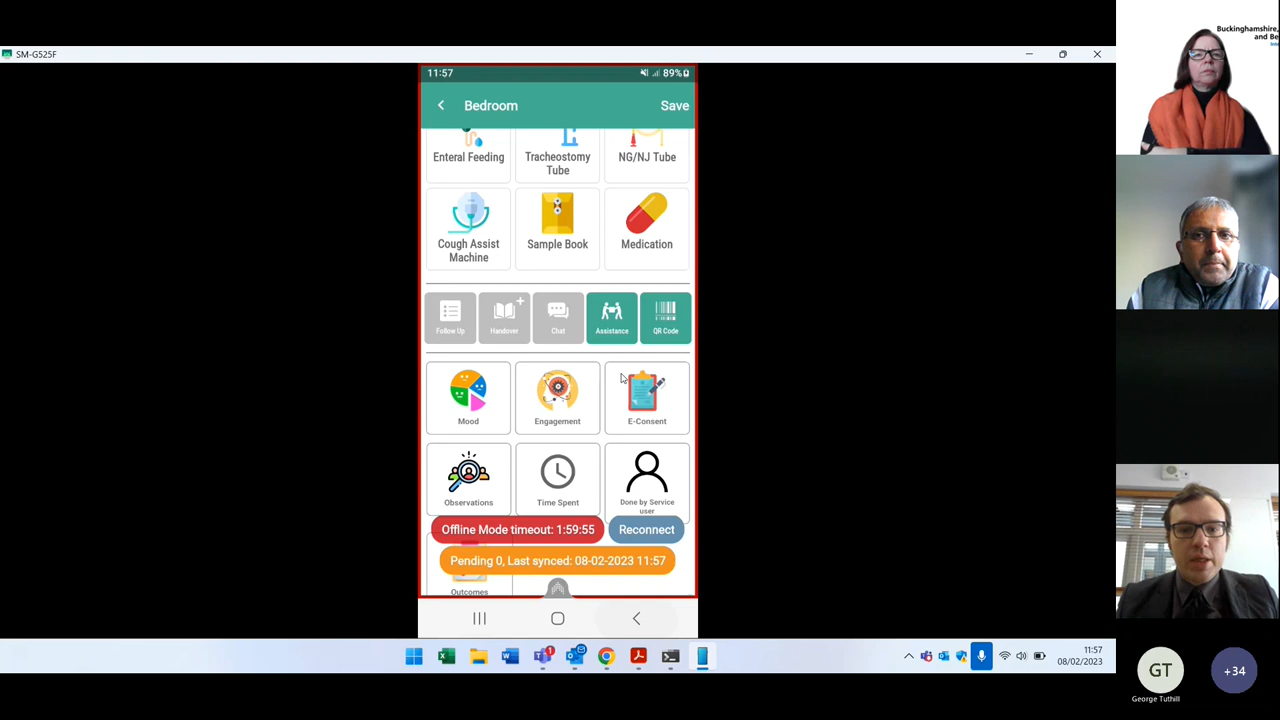 SM-G525F
11:57
89%
Bedroom
Save
Enteral Feeding
Tracheostomy
Tube
NG/NJ Tube
Cough Assist
Machine
Sample Book
Medication
Follow Up
Handover
Chat
Assistance
QR Code
Mood
Engagement
E-Consent
Observations
Time Spent
Done by Service
user
Offline Mode timeout: 1:59:55
Reconnect
Pending 0, Last synced: 08-02-2023 11:57
Outcomes
11:57
08/02/2023
Buckinghamshire,
and Be
GT
George Tuthill
+34